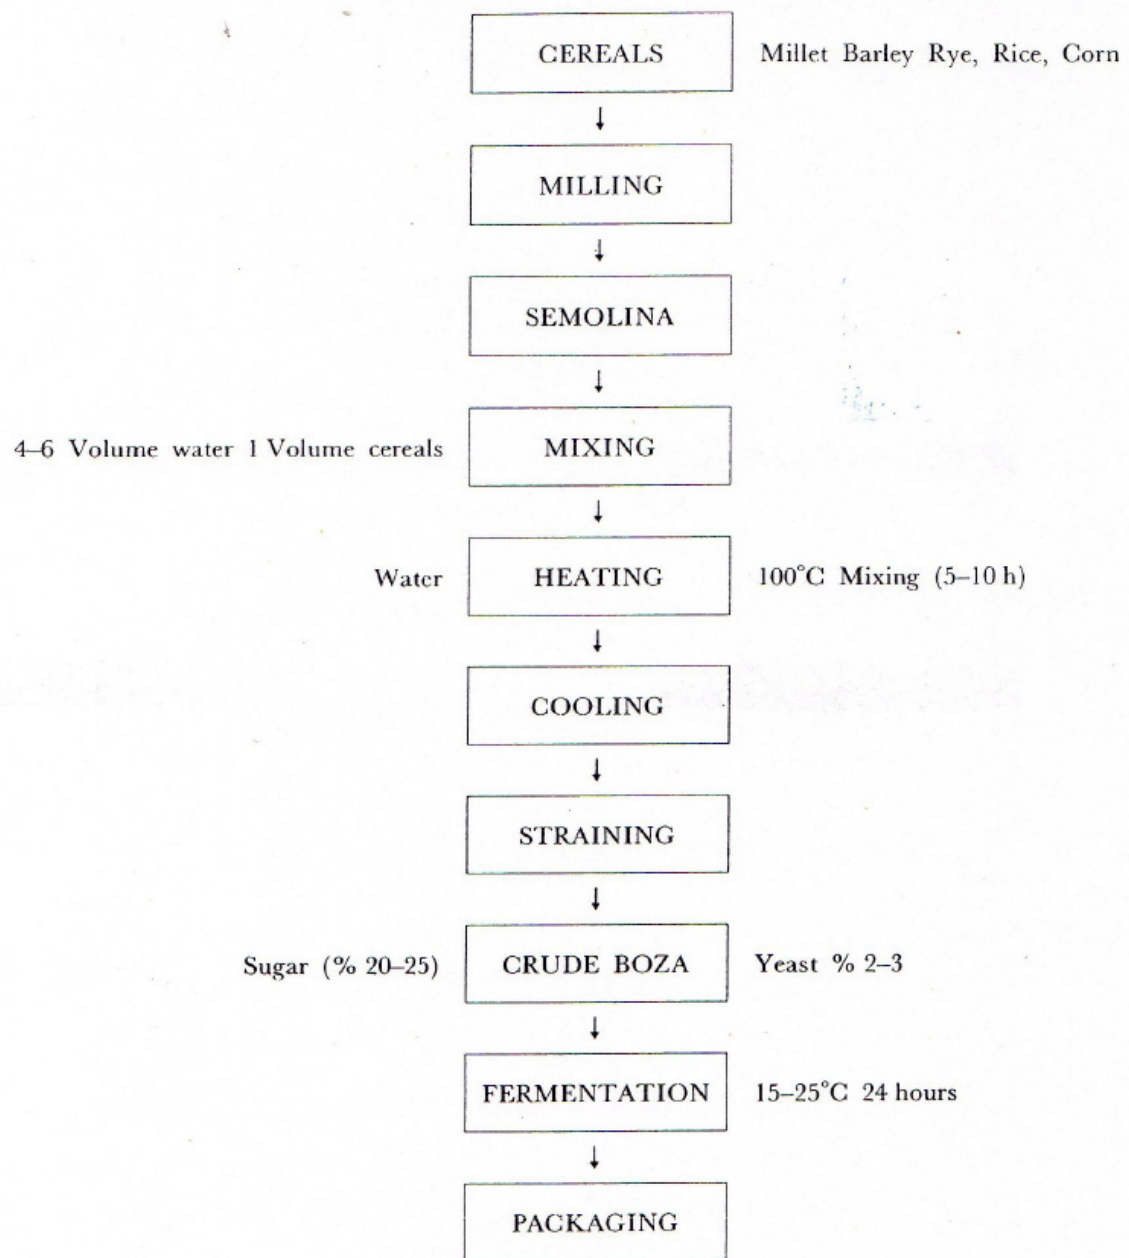 CEREALS Millet Barley Rye, Rice, Corn
MILLING
SEMOLINA
4–6 Volume water 1 Volume cereals MIXING
Water HEATING 100°C Mixing (5–10 h)
COOLING
STRAINING
Sugar (% 20–25) CRUDE BOZA Yeast % 2–3
FERMENTATION 15–25°C 24 hours
PACKAGING